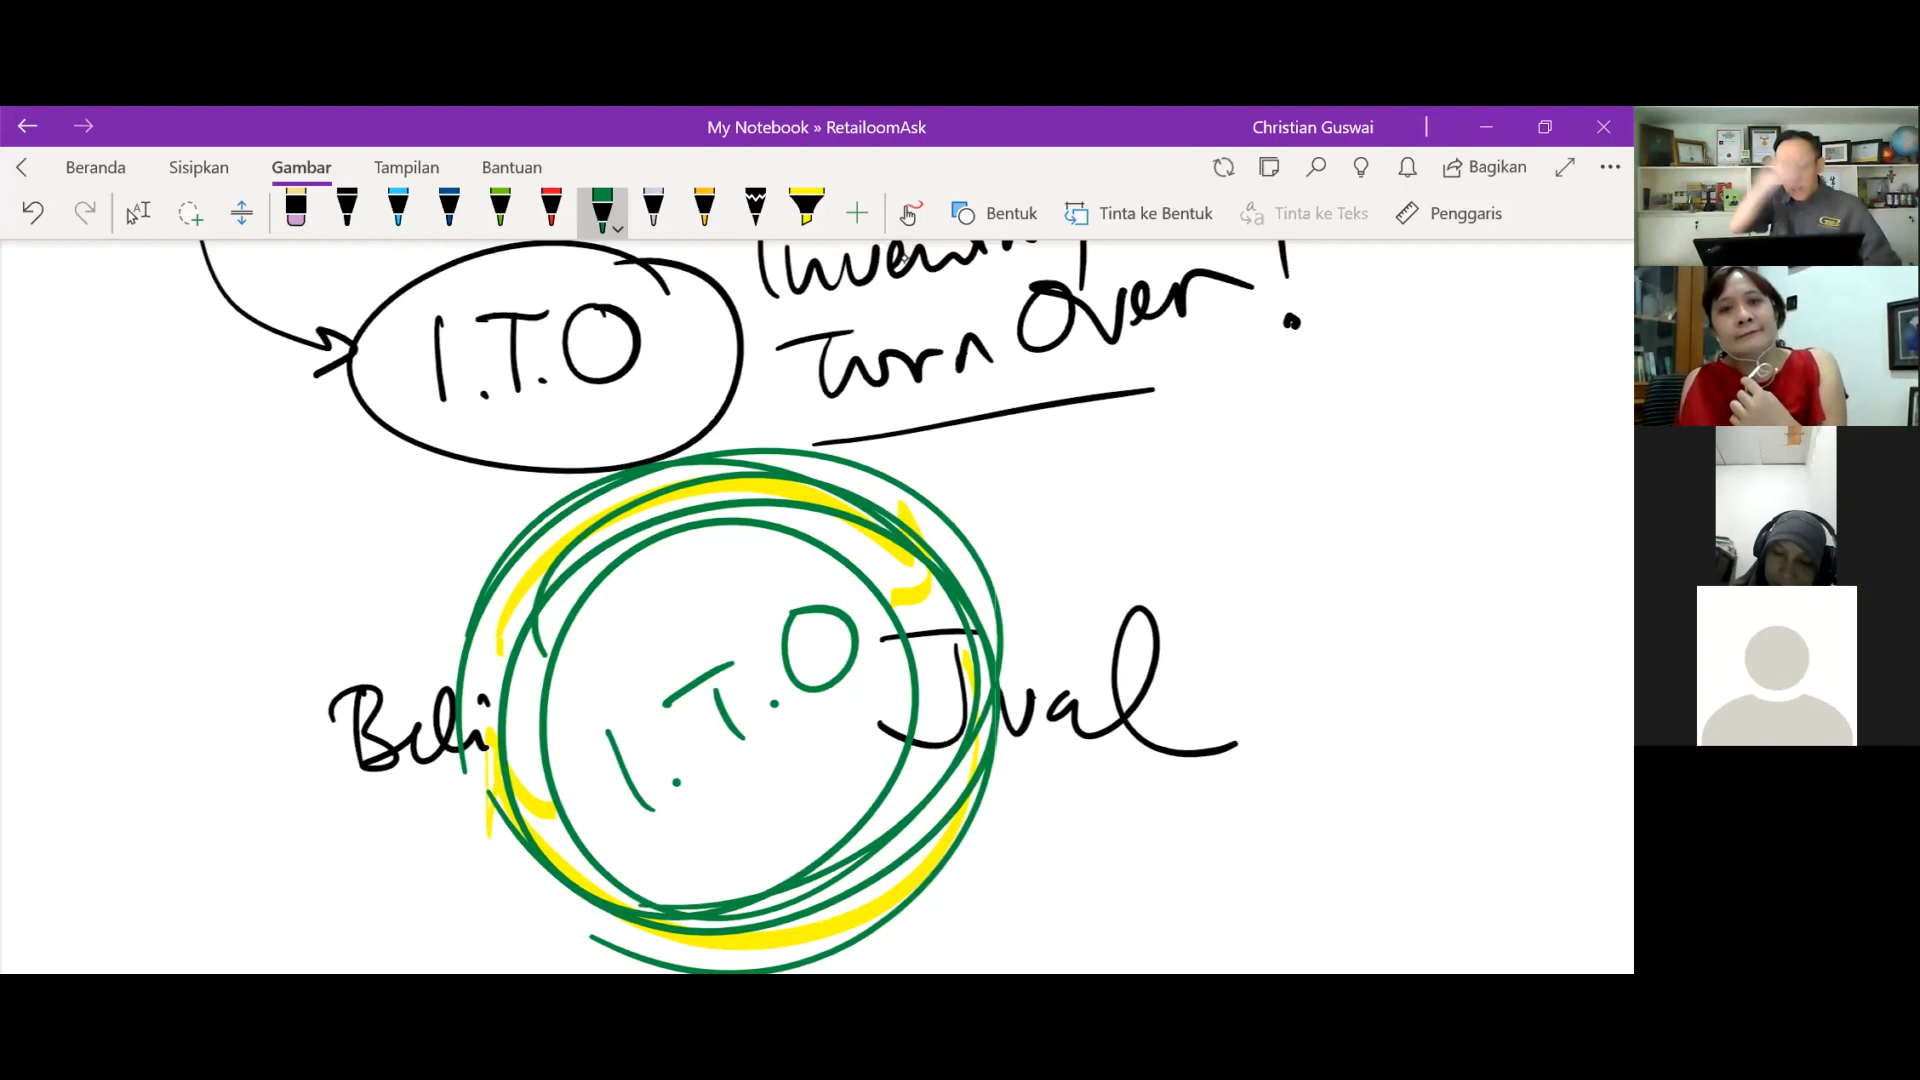 My Notebook » RetailoomAsk
Christian Guswai
Beranda Sisipkan Gambar Tampilan Bantuan
Bagikan
Bentuk Tinta ke Bentuk Tinta ke Teks Penggaris
I.T.O
Inventory
Turn Over!
I.T.O
Beli
Jual